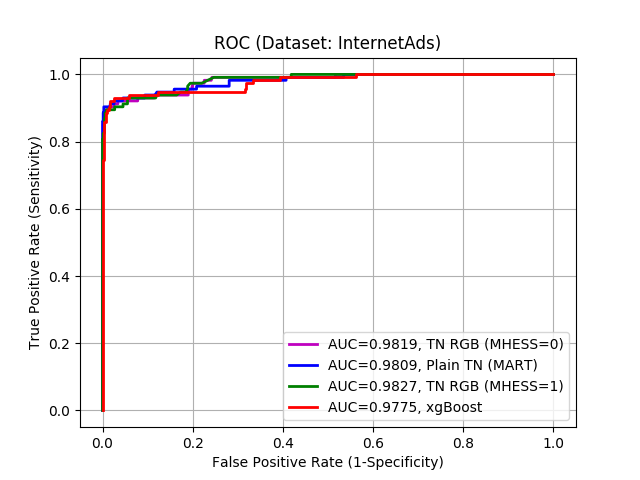 ROC (Dataset: InternetAds)
True Positive Rate (Sensitivity)
1.0
0.8
0.6
0.4
0.2
0.0
AUC=0.9819, TN RGB (MHESS=0)
AUC=0.9809, Plain TN (MART)
AUC=0.9827, TN RGB (MHESS=1)
AUC=0.9775, xgBoost
0.0 0.2 0.4 0.6 0.8 1.0
False Positive Rate (1-Specificity)